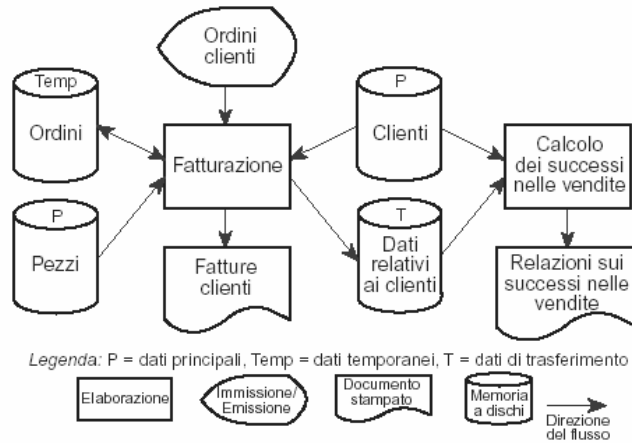 Ordini
clienti
Temp
Ordini
Fatturazione
P
Clienti
Calcolo
dei successi
nelle vendite
P
Pezzi
Fatture
clienti
T
Dati
relativi
ai clienti
Relazioni sui
successi nelle
vendite
Legenda: P = dati principali, Temp = dati temporanei, T = dati di trasferimento
Elaborazione
Immissione/
Emissione
Documento
stampato
Memoria
a dischi
Direzione
del flusso